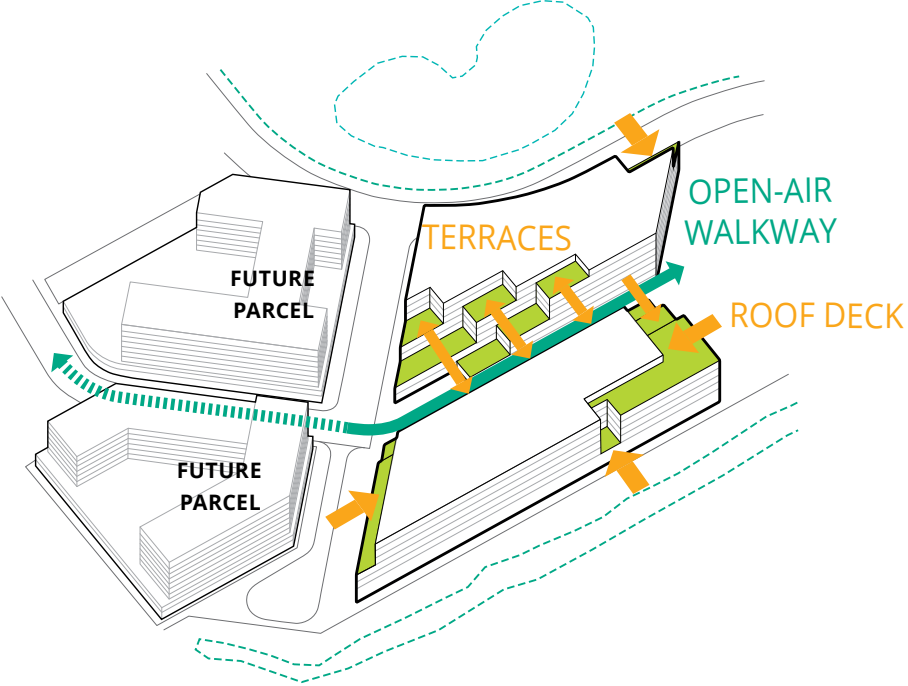 OPEN-AIR
WALKWAY
TERRACES
FUTURE
PARCEL
ROOF DECK
FUTURE
PARCEL